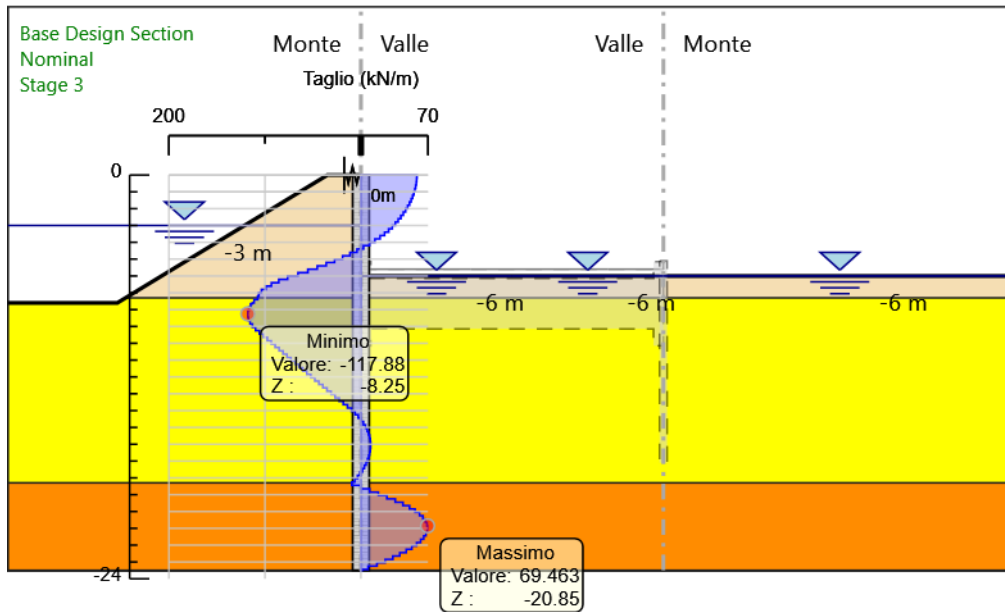 Base Design Section
Nominal
Stage 3
Monte Valle
Valle Monte
Taglio (kN/m)
200 70
0
0m
-3 m
-6 m -6 m -6 m
Minimo
Valore: -117.88
Z : -8.25
Massimo
Valore: 69.463
Z : -20.85
-24